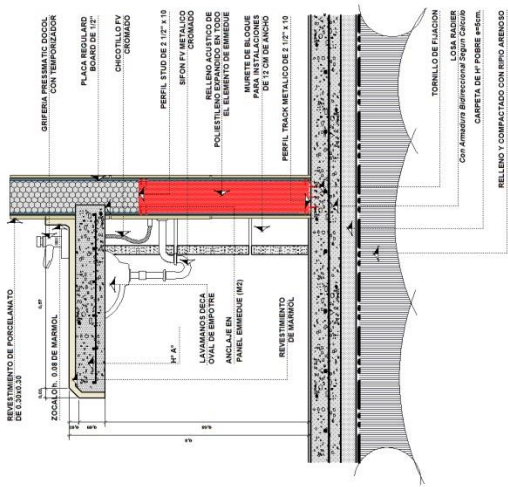 GRIFERIA PRESSMATIC DOCOL
CON TEMPORIZADOR
PLACA REGULARD
BOARD DE 1/2"
CHICOTILLO FV
CROMADO
PERFIL STUD DE 2 1/2" x 10
SIFON FV METALICO
CROMADO
RELLENO ACUSTICO DE
POLIESTILENO EXPANDIDO EN TODO
EL ELEMENTO DE EMMEDUE
MURETE DE BLOQUE
PARA INSTALACIONES
DE 12 CM DE ANCHO
PERFIL TRACK METALICO DE 2 1/2" X 10
TORNILLO DE FIJACION
LOSA RADIER
Con Armadura Bidireccional Segun Calculo
CARPETA DE Hº POBRE e=5cm.
RELLENO Y COMPACTADO CON RIPIO ARENOSO
REVESTIMIENTO DE PORCELANATO
DE 0.30x0.30
ZOCALO h. 0.08 DE MARMOL
Hº Aº
LAVAMANOS DECA
OVAL DE EMPOTRE
ANCLAJE EN
PANEL EMMEDUE (M2)
REVESTIMIENTO
DE MARMOL